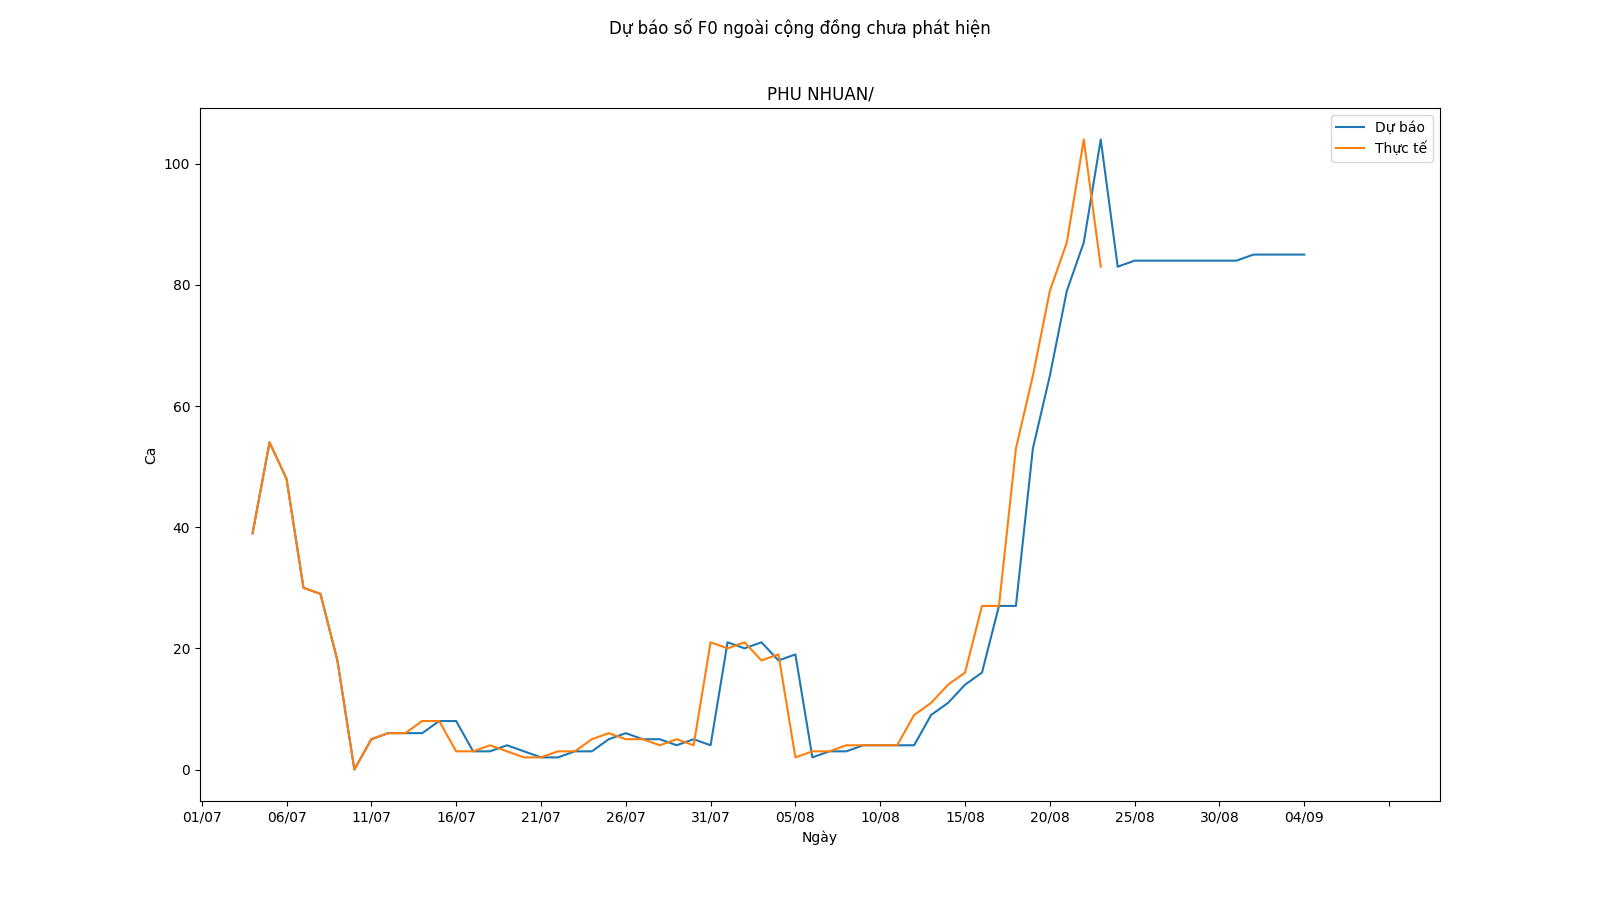 Dự báo số F0 ngoài cộng đồng chưa phát hiện
PHU NHUAN/
Dự báo
Thực tế
100
80
60
40
20
0
Ca
01/07 06/07 11/07 16/07 21/07 26/07 31/07 05/08 10/08 15/08 20/08 25/08 30/08 04/09
Ngày